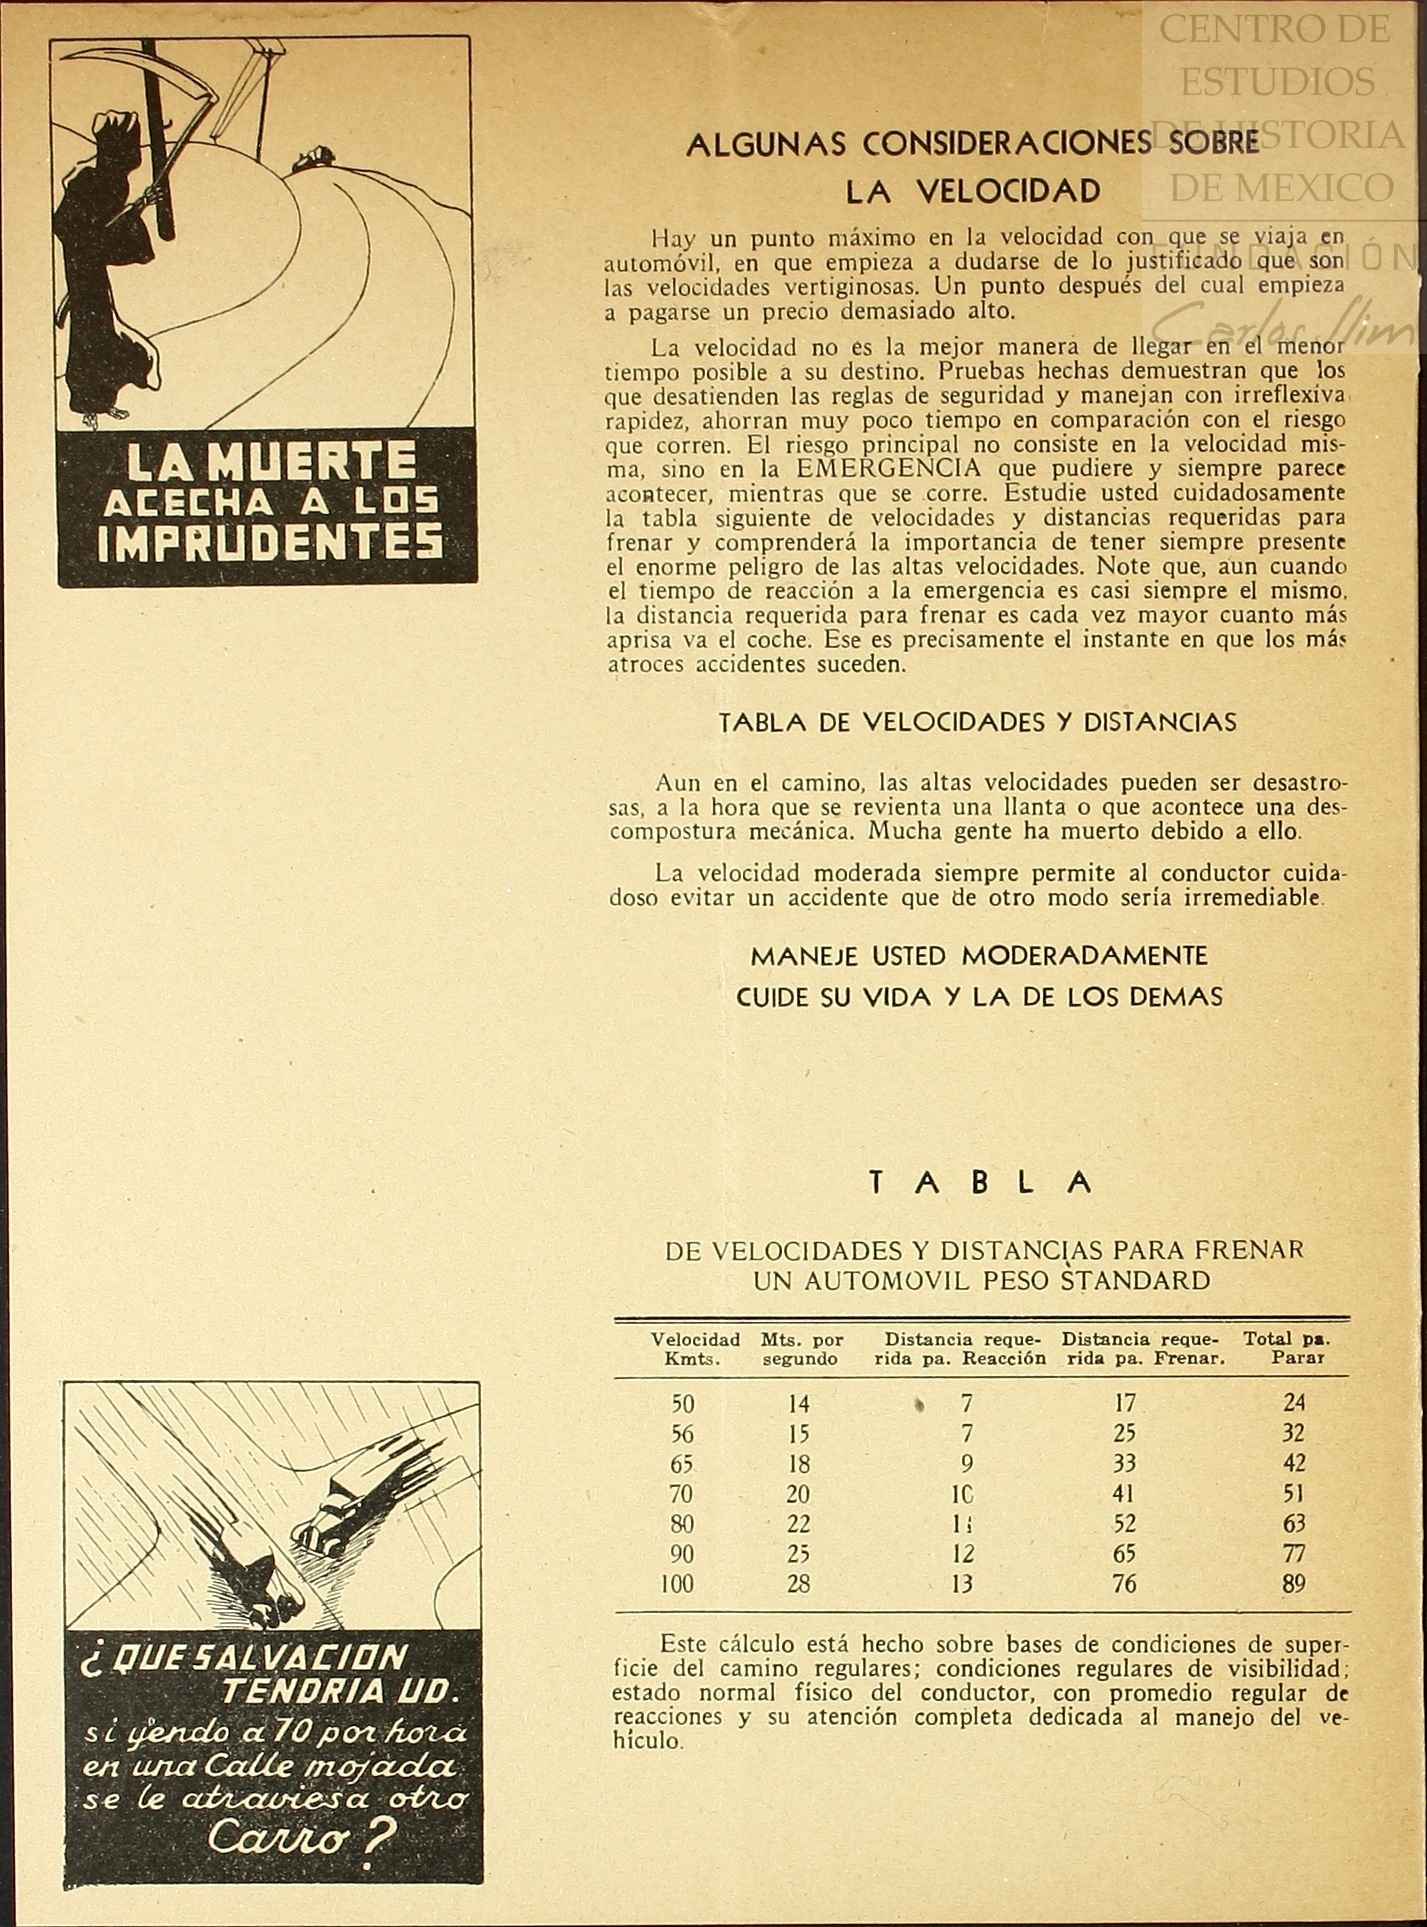 CENTRO DE
ESTUDIOS
DE HISTORIA
DE MEXICO
FUNDACIÓN
Carlos Slim
LA MUERTE
ACECHA A LOS
IMPRUDENTES
ALGUNAS CONSIDERACIONES SOBRE
LA VELOCIDAD
Hay un punto máximo en la velocidad con que se viaja en
automóvil, en que empieza a dudarse de lo justificado que son
las velocidades vertiginosas. Un punto después del cual empieza
a pagarse un precio demasiado alto.
La velocidad no es la mejor manera de llegar en el menor
tiempo posible a su destino. Pruebas hechas demuestran que los
que desatienden las reglas de seguridad y manejan con irreflexiva
rapidez, ahorran muy poco tiempo en comparación con el riesgo
que corren. El riesgo principal no consiste en la velocidad mis-
ma, sino en la EMERGENCIA que pudiere y siempre parece
acontecer, mientras que se corre. Estudie usted cuidadosamente
la tabla siguiente de velocidades y distancias requeridas para
frenar y comprenderá la importancia de tener siempre presente
el enorme peligro de las altas velocidades. Note que, aun cuando
el tiempo de reacción a la emergencia es casi siempre el mismo,
la distancia requerida para frenar es cada vez mayor cuanto más
aprisa va el coche. Ese es precisamente el instante en que los más
atroces accidentes suceden.
TABLA DE VELOCIDADES Y DISTANCIAS
Aun en el camino, las altas velocidades pueden ser desastro-
sas, a la hora que se revienta una llanta o que acontece una des-
compostura mecánica. Mucha gente ha muerto debido a ello.
La velocidad moderada siempre permite al conductor cuida-
doso evitar un accidente que de otro modo sería irremediable.
MANEJE USTED MODERADAMENTE
CUIDE SU VIDA Y LA DE LOS DEMAS
TABLA
DE VELOCIDADES Y DISTANCIAS PARA FRENAR
UN AUTOMOVIL PESO STANDARD
Velocidad Mts. por Distancia reque- Distancia reque- Total pa.
Kmts. segundo rida pa. Reacción rida pa. Frenar. Parar
50 14 7 17 24
56 15 7 25 32
65 18 9 33 42
70 20 10 41 51
80 22 11 52 63
90 25 12 65 77
100 28 13 76 89
Este cálculo está hecho sobre bases de condiciones de super-
ficie del camino regulares; condiciones regulares de visibilidad;
estado normal físico del conductor, con promedio regular de
reacciones y su atención completa dedicada al manejo del ve-
hículo.
¿QUE SALVACION
TENDRIA UD.
si yendo a 70 por hora
en una Calle mojada
se le atraviesa otro
Carro?